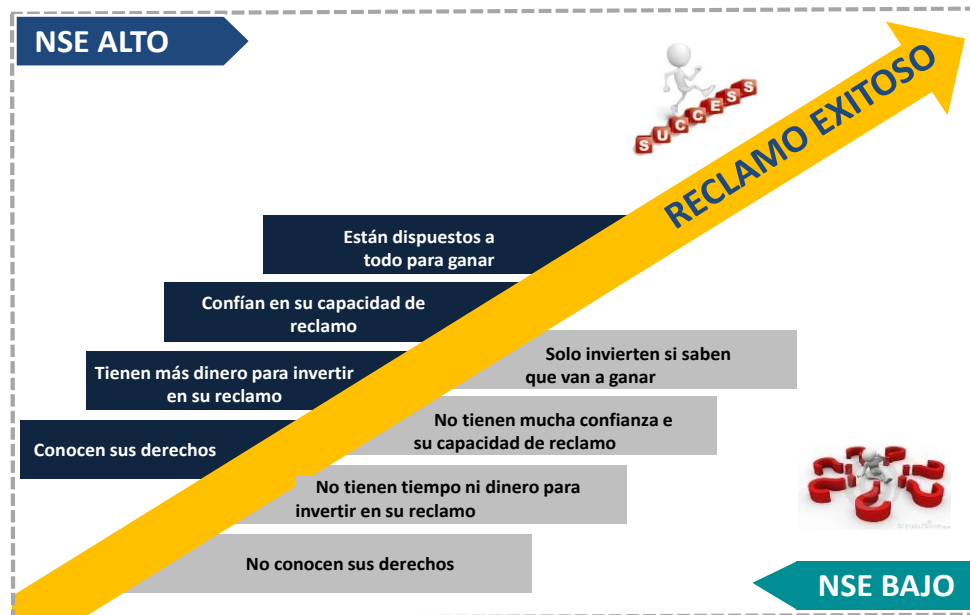 NSE ALTO
SUCCESS
RECLAMO EXITOSO
Están dispuestos a
todo para ganar
Confían en su capacidad de
reclamo
Tienen más dinero para invertir
en su reclamo
Conocen sus derechos
Solo invierten si saben
que van a ganar
No tienen mucha confianza e
su capacidad de reclamo
No tienen tiempo ni dinero para
invertir en su reclamo
No conocen sus derechos
NSE BAJO